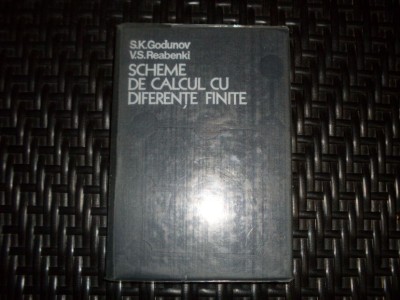 S.K.Godunov
V.S.Reabenki
SCHEME
DE CALCUL CU
DIFERENȚE FINITE